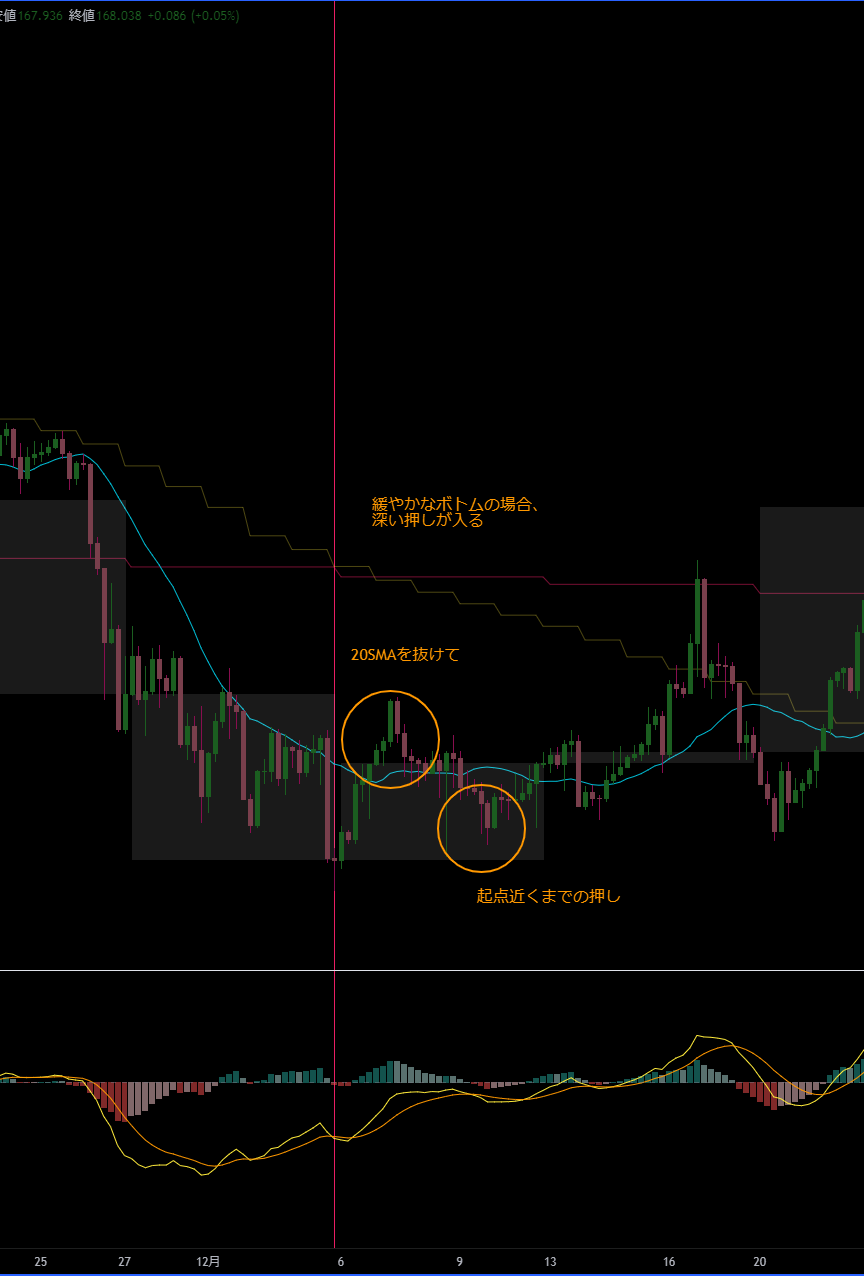 安値167.936 終値168.038 +0.086 (+0.05%)
緩やかなボトムの場合、
深い押しが入る
20SMAを抜けて
起点近くまでの押し
25 27 12月 6 9 13 16 20